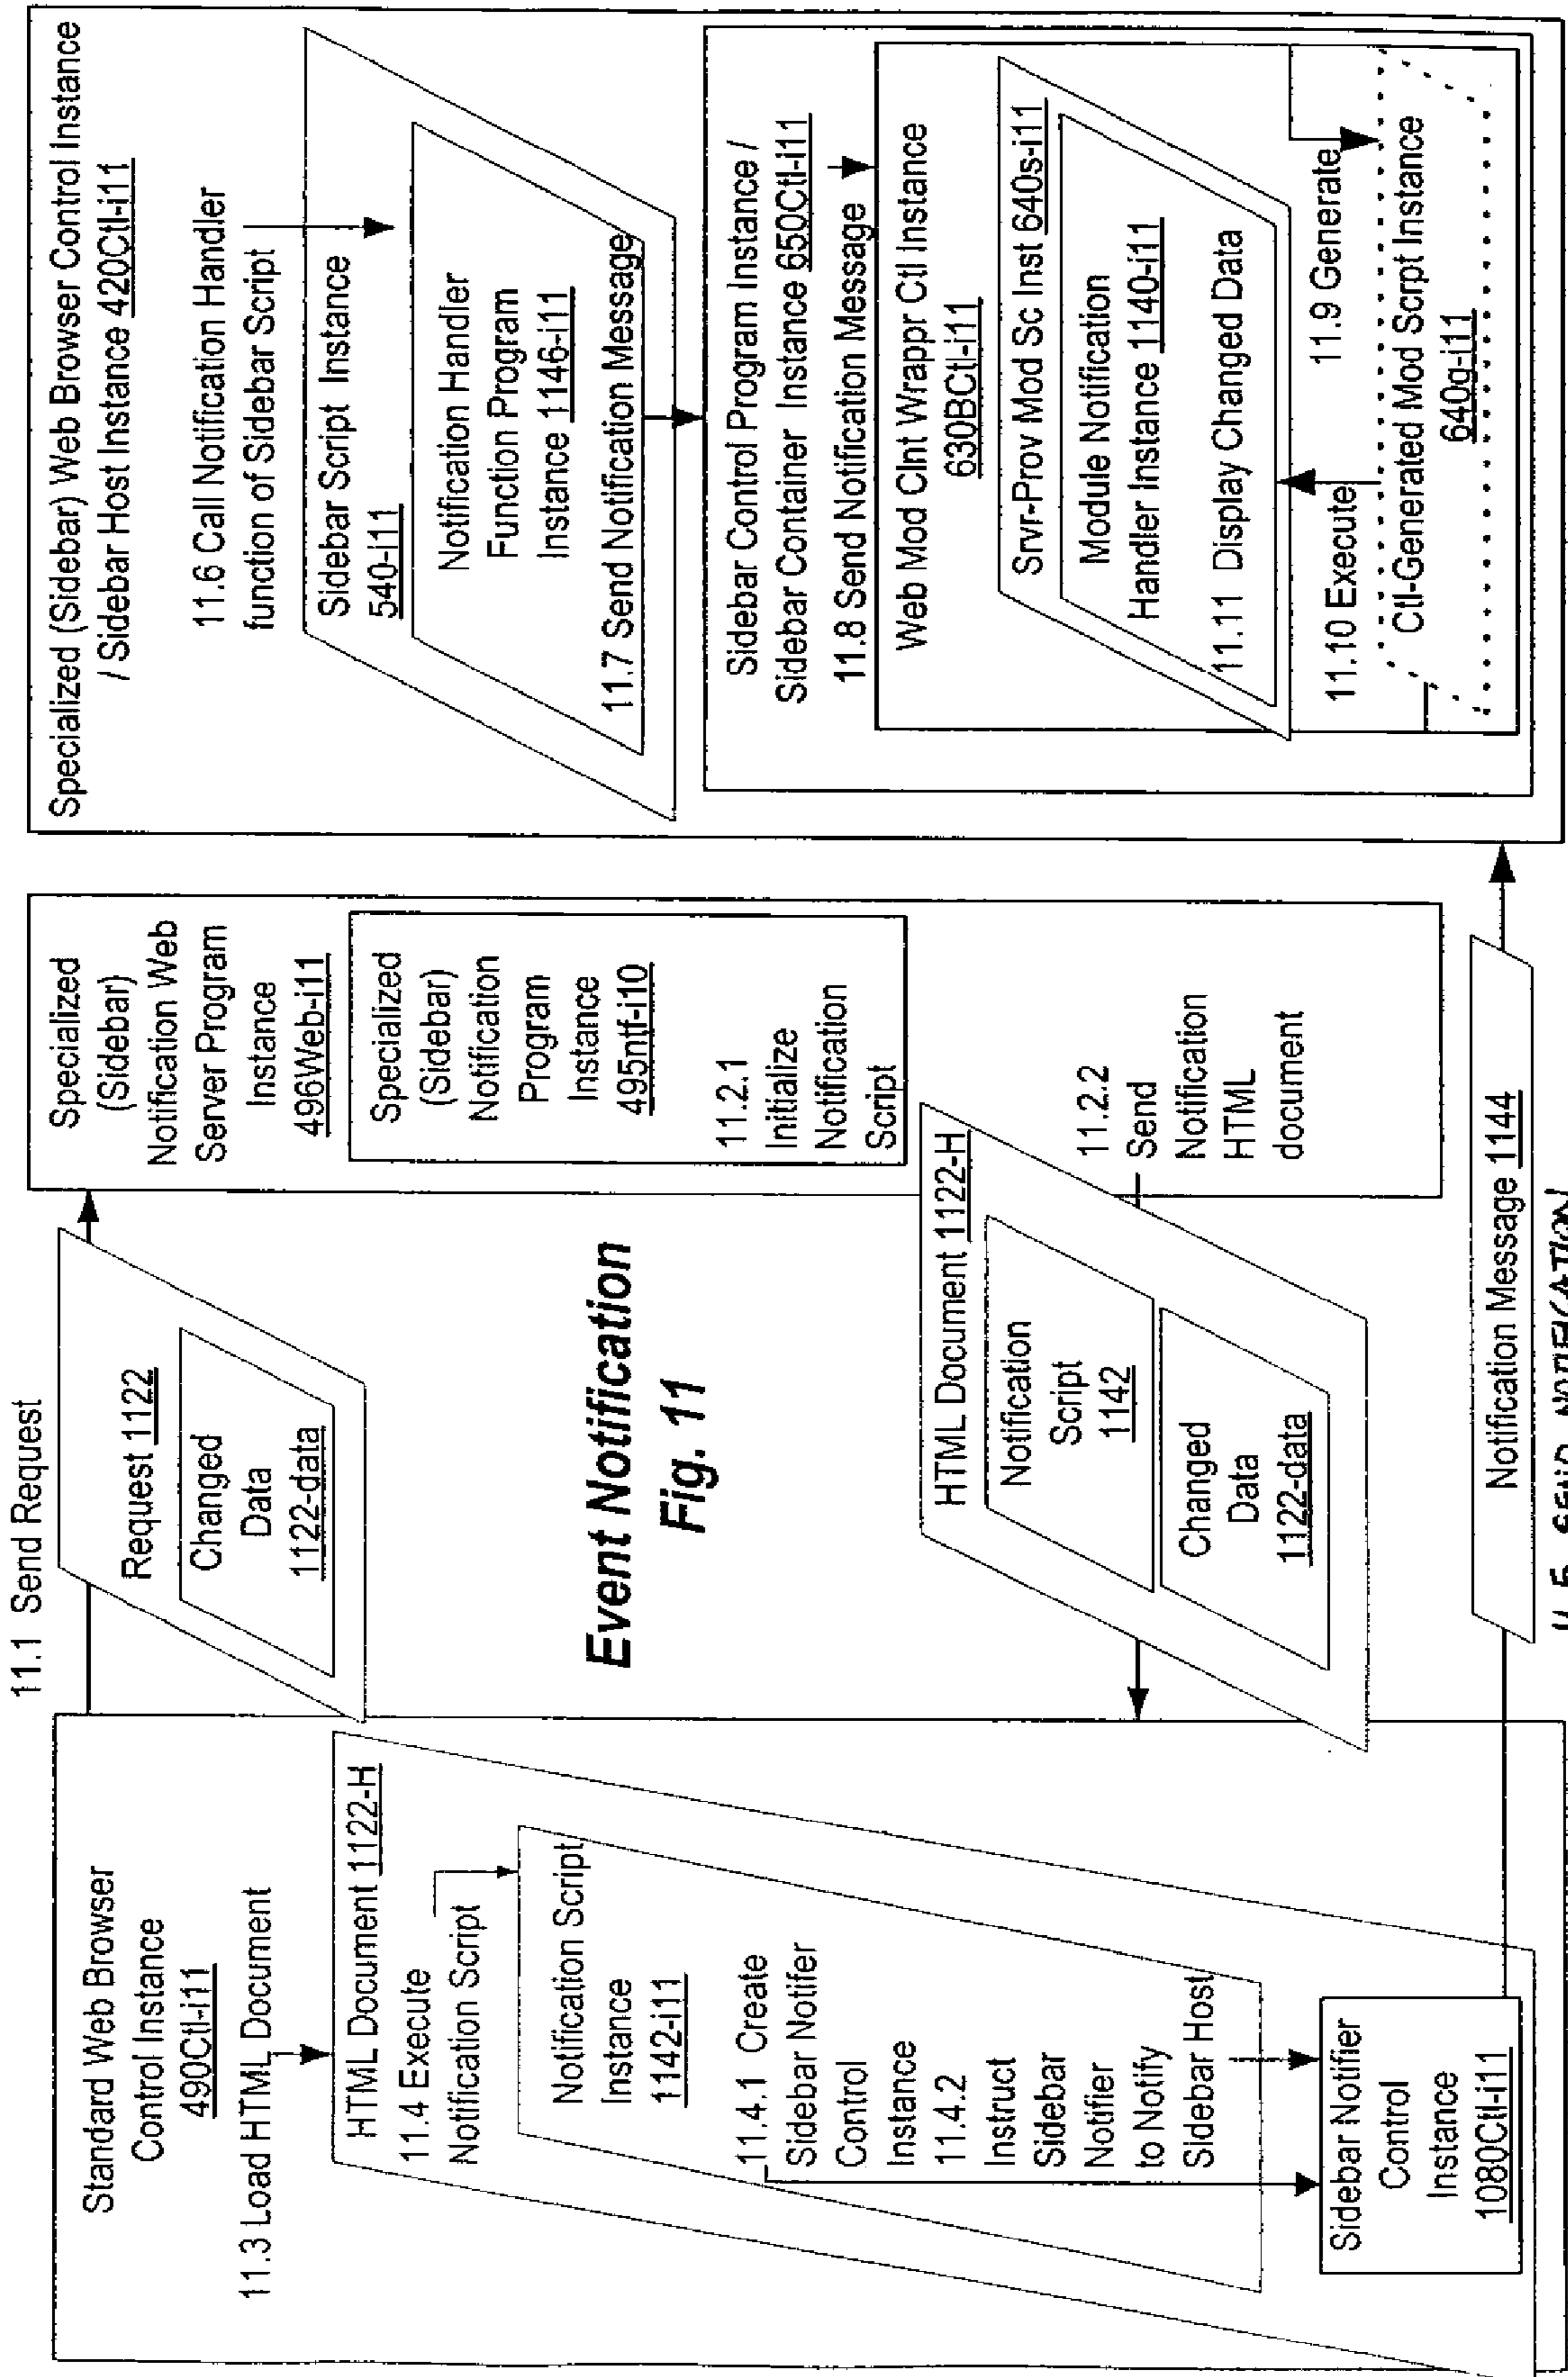 11.1 Send Request
Standard Web Browser
Control Instance
490Ctl-i11
11.3 Load HTML Document
HTML Document 1122-H
11.4 Execute
Notification Script
Notification Script
Instance
1142-i11
11.4.1 Create
Sidebar Notifer
Control
Instance
11.4.2
Instruct
Sidebar
Notifier
to Notify
Sidebar Host
Sidebar Notifier
Control
Instance
1080Ctl-i11
Request 1122
Changed
Data
1122-data
Event Notification
Fig. 11
HTML Document 1122-H
Notification
Script
1142
Changed
Data
1122-data
Notification Message 1144
11.5 SEND NOTIFICATION
Specialized
(Sidebar)
Notification Web
Server Program
Instance
496Web-i11
Specialized
(Sidebar)
Notification
Program
Instance
495ntf-i10
11.2.1
Initialize
Notification
Script
11.2.2
Send
Notification
HTML
document
Specialized (Sidebar) Web Browser Control Instance
/ Sidebar Host Instance 420Ctl-i11
11.6 Call Notification Handler
function of Sidebar Script
Sidebar Script Instance
540-i11
Notification Handler
Function Program
Instance 1146-i11
11.7 Send Notification Message
Sidebar Control Program Instance /
Sidebar Container Instance 650Ctl-i11
11.8 Send Notification Message
Web Mod Clnt Wrappr Ctl Instance
630BCtl-i11
Srvr-Prov Mod Sc Inst 640s-i11
Module Notification
Handler Instance 1140-i11
11.11 Display Changed Data
11.10 Execute
11.9 Generate
Ctl-Generated Mod Scrpt Instance
640g-i11